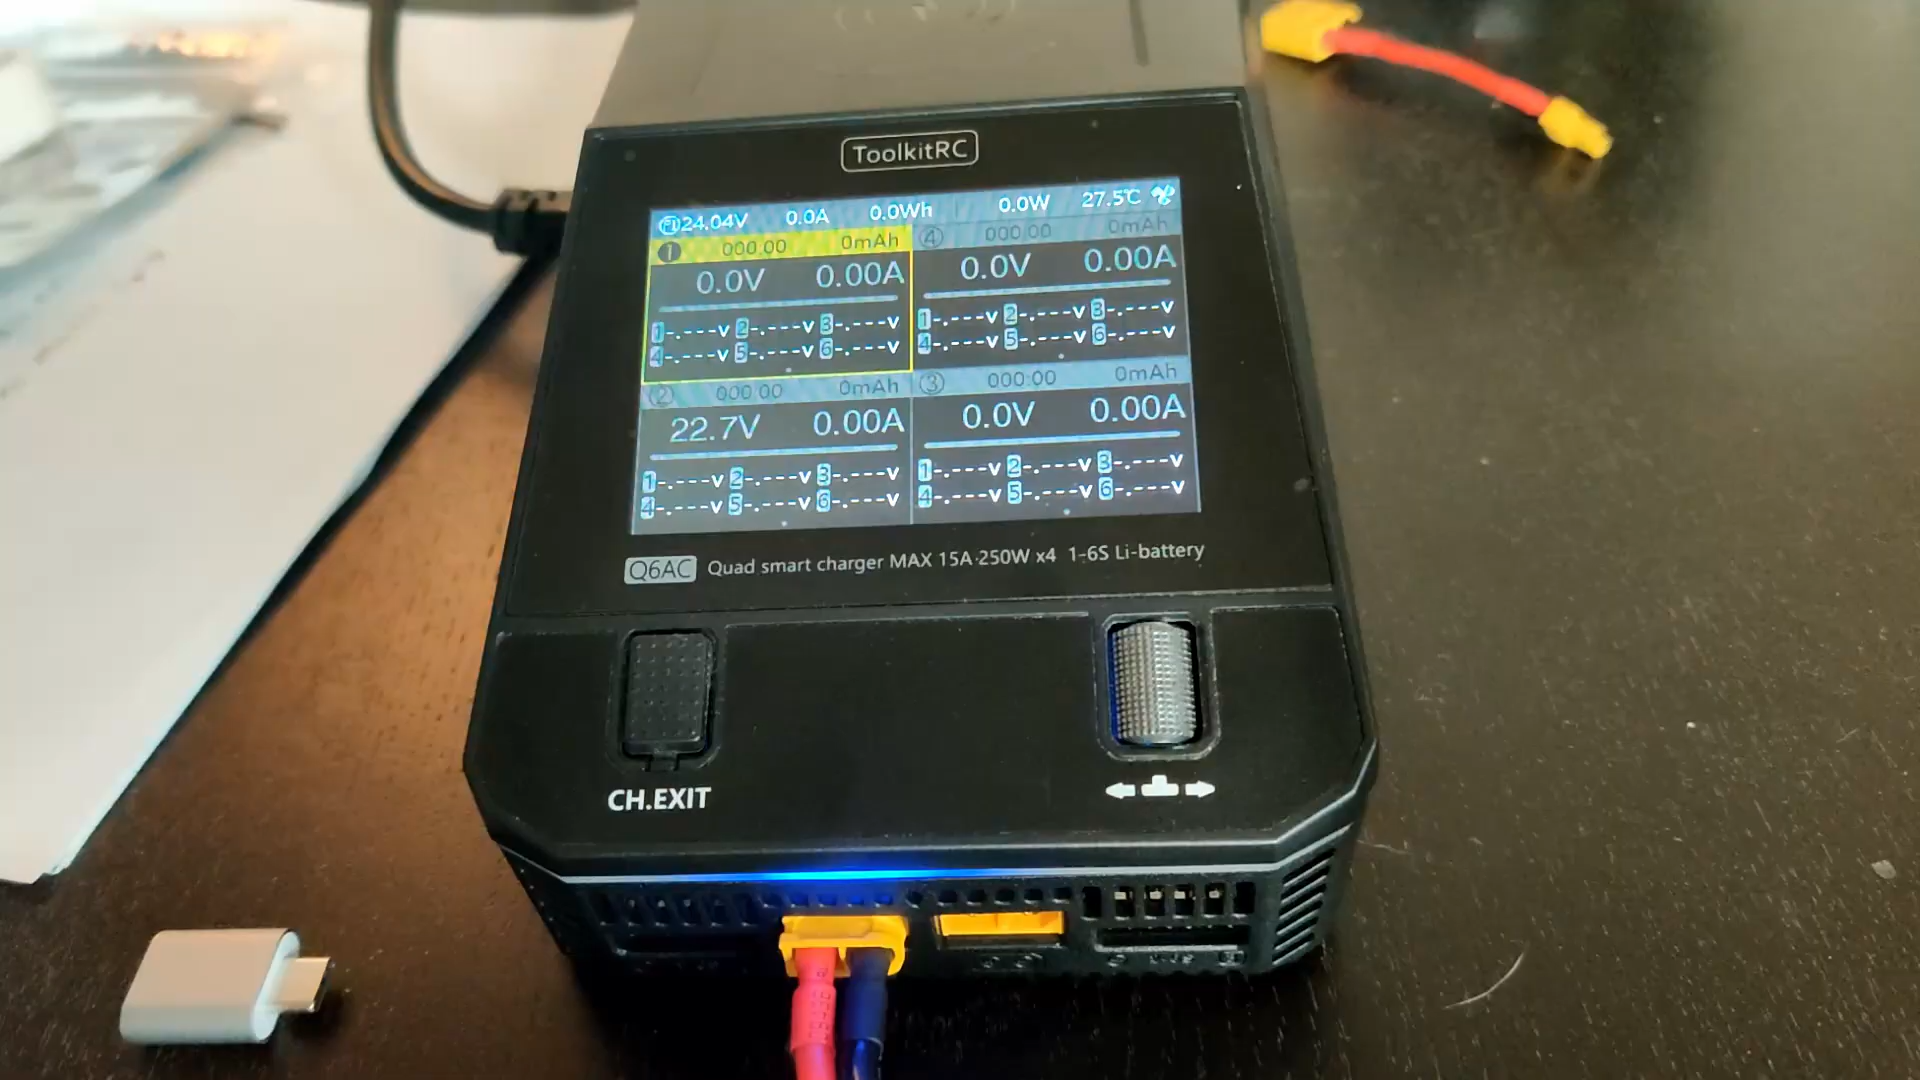 ToolkitRC
24.04V 0.0A 0.0Wh 0.0W 27.5℃
1 000:00 0mAh
0.0V 0.00A
1-.---V 2-.---V 3-.---V
4-.---V 5-.---V 6-.---V
4 000:00 0mAh
0.0V 0.00A
1-.---V 2-.---V 3-.---V
4-.---V 5-.---V 6-.---V
2 000:00 0mAh
22.7V 0.00A
1-.---V 2-.---V 3-.---V
4-.---V 5-.---V 6-.---V
3 000:00 0mAh
0.0V 0.00A
1-.---V 2-.---V 3-.---V
4-.---V 5-.---V 6-.---V
Q6AC Quad smart charger MAX 15A·250W x4 1-6S Li-battery
CH.EXIT